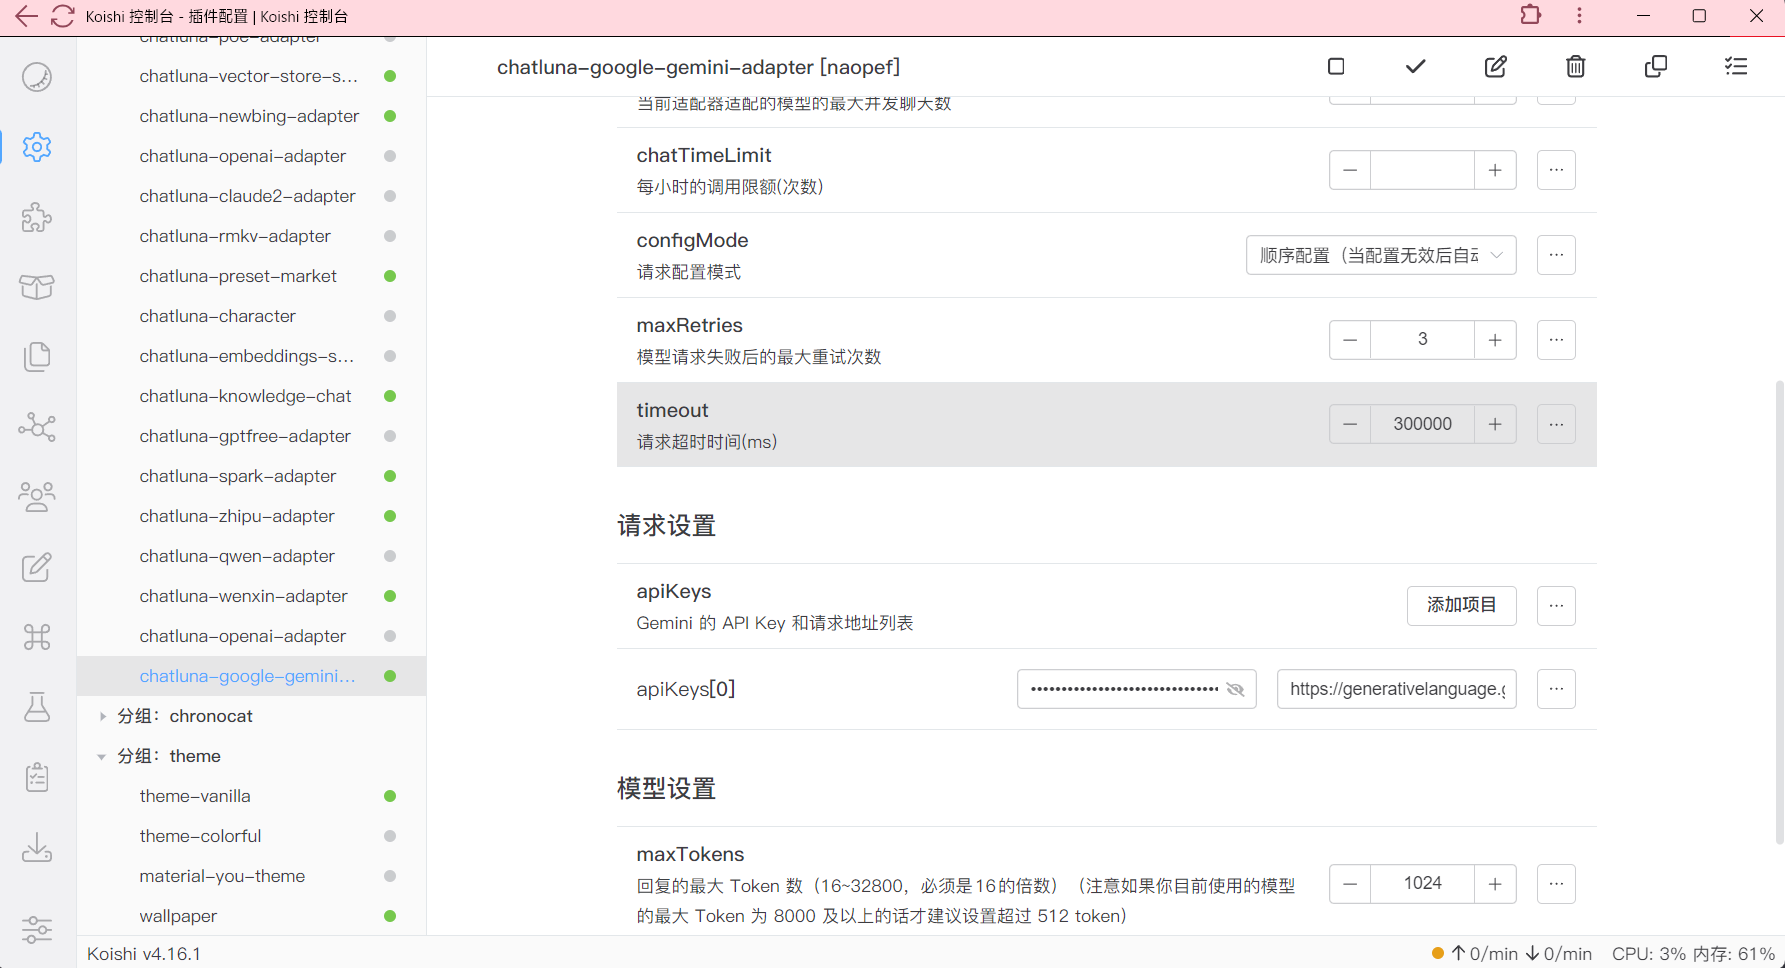 Koishi 控制台 - 插件配置 | Koishi 控制台
chatluna-poe-adapter
chatluna-vector-store-s...
chatluna-newbing-adapter
chatluna-openai-adapter
chatluna-claude2-adapter
chatluna-rmkv-adapter
chatluna-preset-market
chatluna-character
chatluna-embeddings-s...
chatluna-knowledge-chat
chatluna-gptfree-adapter
chatluna-spark-adapter
chatluna-zhipu-adapter
chatluna-qwen-adapter
chatluna-wenxin-adapter
chatluna-openai-adapter
chatluna-google-gemini...
分组：chronocat
分组：theme
theme-vanilla
theme-colorful
material-you-theme
wallpaper
chatluna-google-gemini-adapter [naopef]
当前适配器适配的模型的最大并发聊天数
chatTimeLimit
每小时的调用限额(次数)
configMode
请求配置模式
顺序配置（当配置无效后自动
maxRetries
模型请求失败后的最大重试次数
3
timeout
请求超时时间(ms)
300000
请求设置
apiKeys
Gemini 的 API Key 和请求地址列表
添加项目
apiKeys[0]
https://generativelanguage.g
模型设置
maxTokens
回复的最大 Token 数（16~32800，必须是16的倍数）（注意如果你目前使用的模型
的最大 Token 为 8000 及以上的话才建议设置超过 512 token）
1024
Koishi v4.16.1
↑0/min ↓0/min
CPU: 3% 内存: 61%